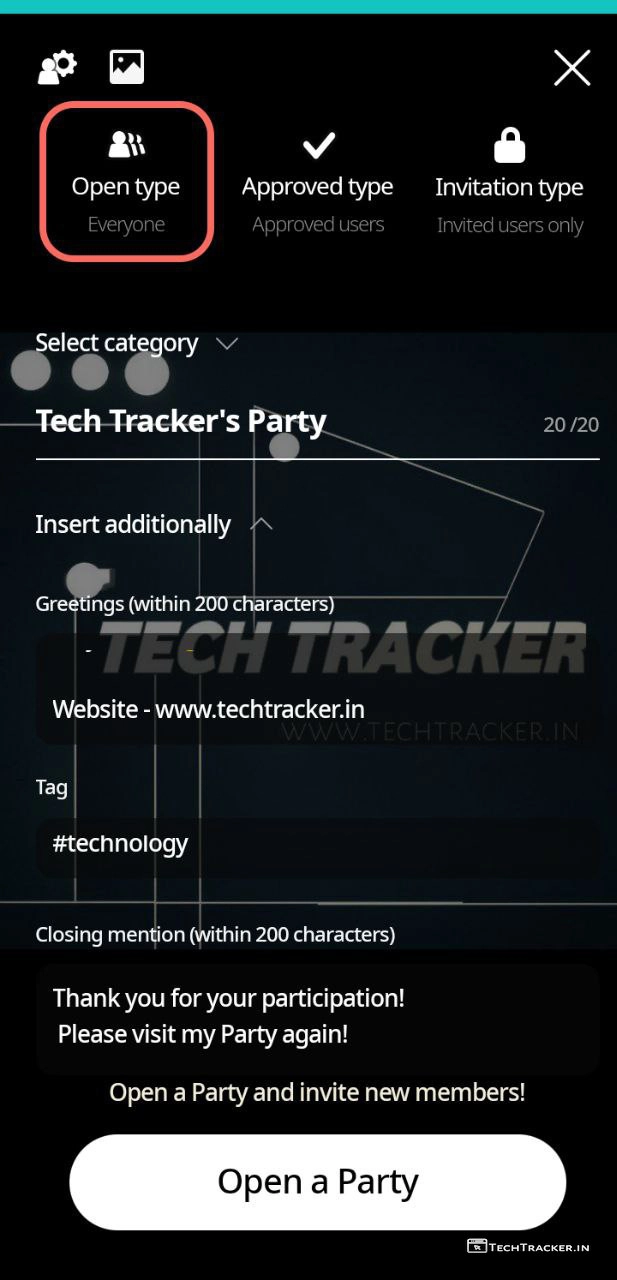 Open type
Everyone
Approved type
Approved users
Invitation type
Invited users only
Select category
Tech Tracker's Party
20 /20
Insert additionally
Greetings (within 200 characters)
TECH TRACKER
Website - www.techtracker.in
WWW.TECHTRACKER.IN
Tag
#technology
Closing mention (within 200 characters)
Thank you for your participation!
Please visit my Party again!
Open a Party and invite new members!
Open a Party
TECHTRACKER.IN